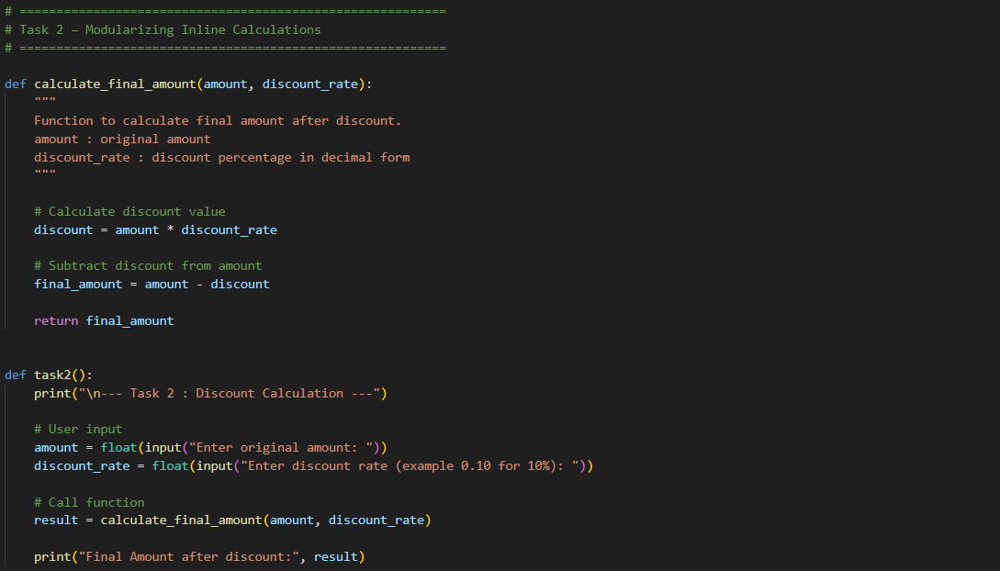 # ==========================================================
# Task 2 – Modularizing Inline Calculations
# ==========================================================
def calculate_final_amount(amount, discount_rate):
    """
    Function to calculate final amount after discount.
    amount : original amount
    discount_rate : discount percentage in decimal form
    """
    # Calculate discount value
    discount = amount * discount_rate
    # Subtract discount from amount
    final_amount = amount - discount
    return final_amount
def task2():
    print("\n--- Task 2 : Discount Calculation ---")
    # User input
    amount = float(input("Enter original amount: "))
    discount_rate = float(input("Enter discount rate (example 0.10 for 10%): "))
    # Call function
    result = calculate_final_amount(amount, discount_rate)
    print("Final Amount after discount:", result)